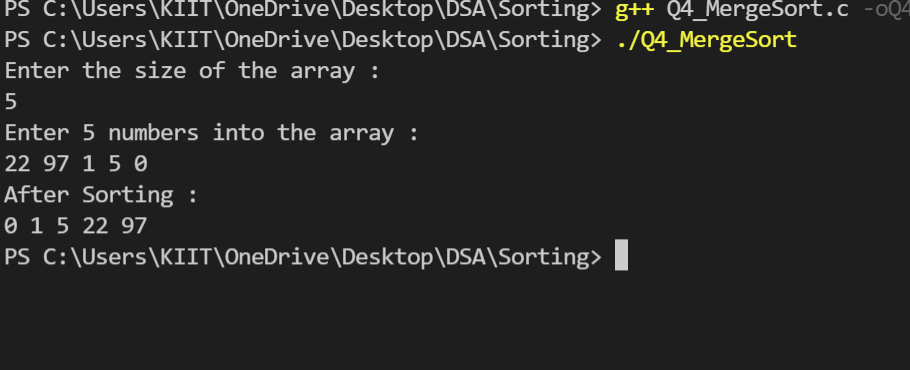 PS C:\Users\KIIT\OneDrive\Desktop\DSA\Sorting> g++ Q4_MergeSort.c -oQ4
PS C:\Users\KIIT\OneDrive\Desktop\DSA\Sorting> ./Q4_MergeSort
Enter the size of the array :
5
Enter 5 numbers into the array :
22 97 1 5 0
After Sorting :
0 1 5 22 97
PS C:\Users\KIIT\OneDrive\Desktop\DSA\Sorting>